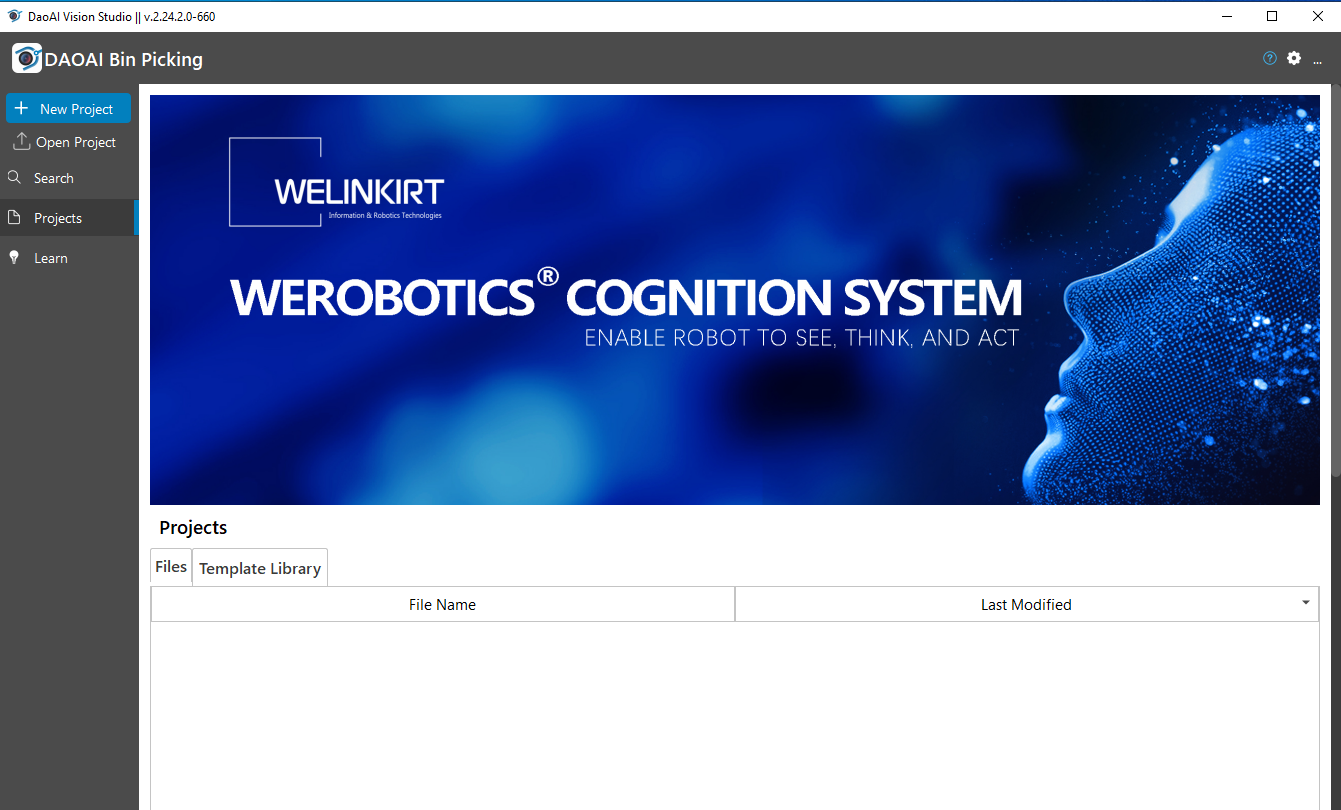 DaoAI Vision Studio || v.2.24.2.0-660
DAOAI Bin Picking
?
...
New Project
Open Project
Search
Projects
Learn
WELINKIRT
Information & Robotics Technologies
WEROBOTICS® COGNITION SYSTEM
ENABLE ROBOT TO SEE, THINK, AND ACT
Projects
Files
Template Library
File Name
Last Modified